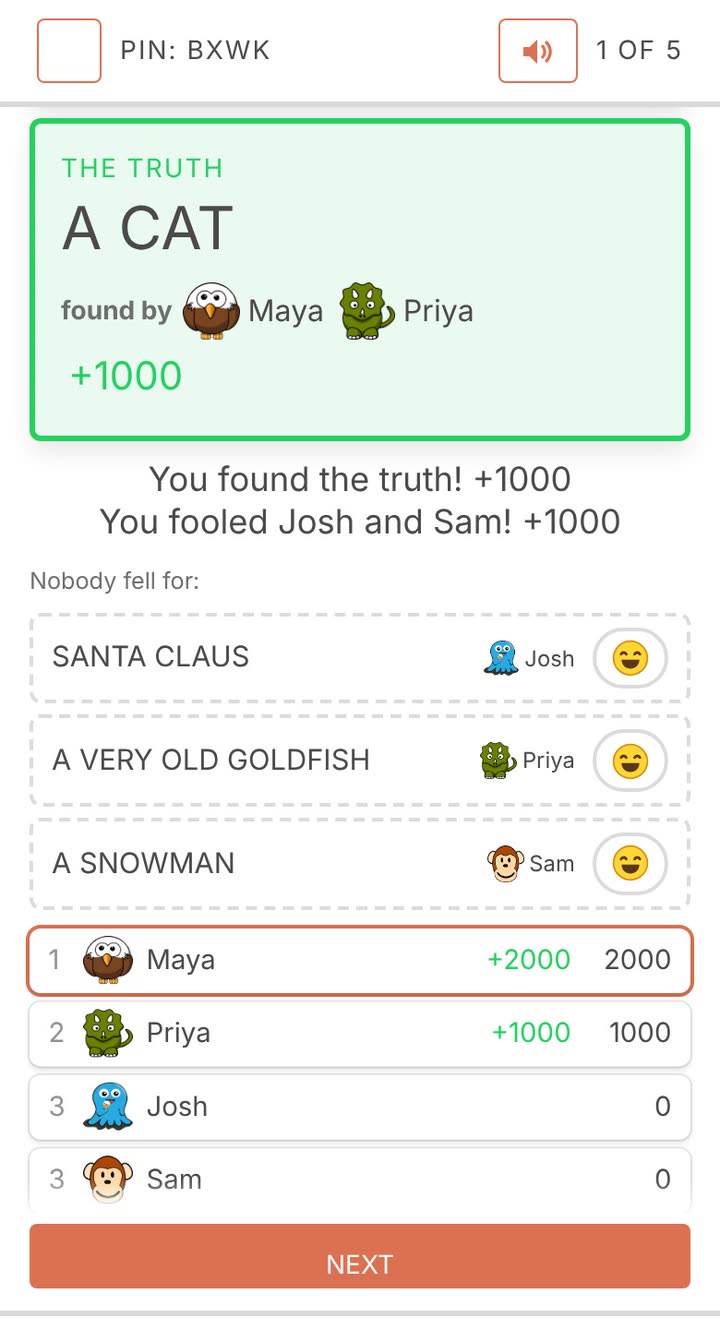 PIN: BXWK
1 OF 5
THE TRUTH
A CAT
found by Maya Priya
+1000
You found the truth! +1000
You fooled Josh and Sam! +1000
Nobody fell for:
SANTA CLAUS Josh
A VERY OLD GOLDFISH Priya
A SNOWMAN Sam
1 Maya +2000 2000
2 Priya +1000 1000
3 Josh 0
3 Sam 0
NEXT